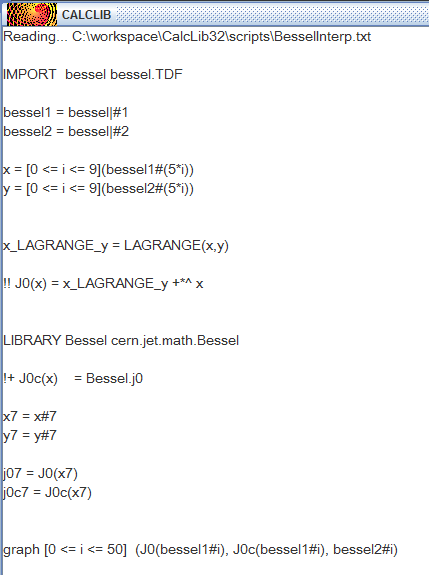 CALCLIB
Reading... C:\workspace\CalcLib32\scripts\BesselInterp.txt
IMPORT bessel bessel.TDF
bessel1 = bessel|#1
bessel2 = bessel|#2
x = [0 <= i <= 9](bessel1#(5*i))
y = [0 <= i <= 9](bessel2#(5*i))
x_LAGRANGE_y = LAGRANGE(x,y)
!! J0(x) = x_LAGRANGE_y +*^ x
LIBRARY Bessel cern.jet.math.Bessel
!+ J0c(x) = Bessel.j0
x7 = x#7
y7 = y#7
j07 = J0(x7)
j0c7 = J0c(x7)
graph [0 <= i <= 50] (J0(bessel1#i), J0c(bessel1#i), bessel2#i)